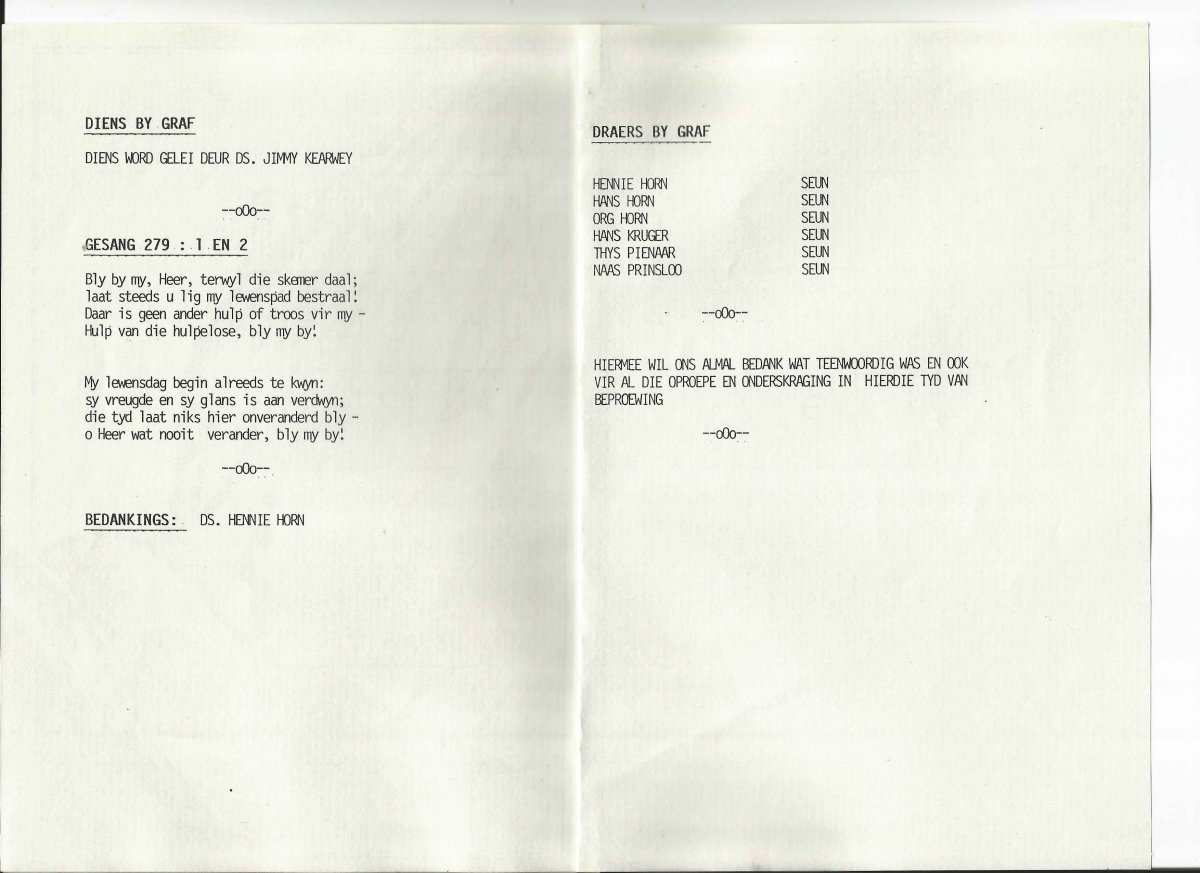 DIENS BY GRAF
DIENS WORD GELEI DEUR DS. JIMMY KEARWEY
--oOo--
GESANG 279 : 1 EN 2
Bly by my, Heer, terwyl die skemer daal;
laat steeds u lig my lewenspad bestraal!
Daar is geen ander hulp of troos vir my -
Hulp van die hulpelose, bly my by!
My lewensdag begin alreeds te kwyn:
sy vreugde en sy glans is aan verdwyn;
die tyd laat niks hier onveranderd bly -
o Heer wat nooit verander, bly my by!
--oOo--
BEDANKINGS: DS. HENNIE HORN
DRAERS BY GRAF
HENNIE HORN SEUN
HANS HORN SEUN
ORG HORN SEUN
HANS KRUGER SEUN
THYS PIENAAR SEUN
NAAS PRINSLOO SEUN
--oOo--
HIERMEE WIL ONS ALMAL BEDANK WAT TEENWOORDIG WAS EN OOK
VIR AL DIE OPROEPE EN ONDERSKRAGING IN HIERDIE TYD VAN
BEPROEWING
--oOo--